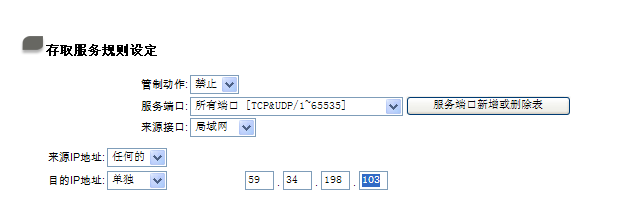 存取服务规则设定
管制动作: 禁止
服务端口: 所有端口 [TCP&UDP/1~65535] 服务端口新增或删除表
来源接口: 局域网
来源IP地址: 任何的
目的IP地址: 单独 59 . 34 . 198 . 103